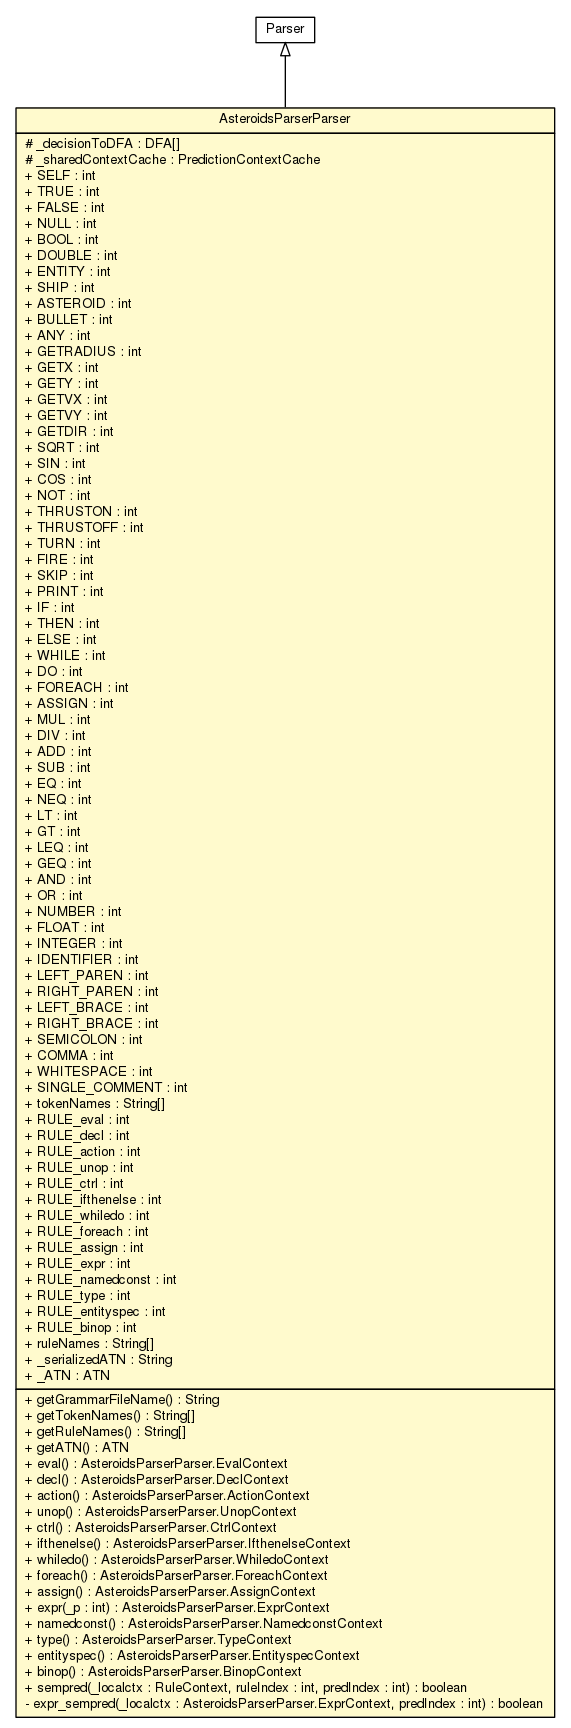 Parser
AsteroidsParserParser
# _decisionToDFA : DFA[]
# _sharedContextCache : PredictionContextCache
+ SELF : int
+ TRUE : int
+ FALSE : int
+ NULL : int
+ BOOL : int
+ DOUBLE : int
+ ENTITY : int
+ SHIP : int
+ ASTEROID : int
+ BULLET : int
+ ANY : int
+ GETRADIUS : int
+ GETX : int
+ GETY : int
+ GETVX : int
+ GETVY : int
+ GETDIR : int
+ SQRT : int
+ SIN : int
+ COS : int
+ NOT : int
+ THRUSTON : int
+ THRUSTOFF : int
+ TURN : int
+ FIRE : int
+ SKIP : int
+ PRINT : int
+ IF : int
+ THEN : int
+ ELSE : int
+ WHILE : int
+ DO : int
+ FOREACH : int
+ ASSIGN : int
+ MUL : int
+ DIV : int
+ ADD : int
+ SUB : int
+ EQ : int
+ NEQ : int
+ LT : int
+ GT : int
+ LEQ : int
+ GEQ : int
+ AND : int
+ OR : int
+ NUMBER : int
+ FLOAT : int
+ INTEGER : int
+ IDENTIFIER : int
+ LEFT_PAREN : int
+ RIGHT_PAREN : int
+ LEFT_BRACE : int
+ RIGHT_BRACE : int
+ SEMICOLON : int
+ COMMA : int
+ WHITESPACE : int
+ SINGLE_COMMENT : int
+ tokenNames : String[]
+ RULE_eval : int
+ RULE_decl : int
+ RULE_action : int
+ RULE_unop : int
+ RULE_ctrl : int
+ RULE_ifthenelse : int
+ RULE_whiledo : int
+ RULE_foreach : int
+ RULE_assign : int
+ RULE_expr : int
+ RULE_namedconst : int
+ RULE_type : int
+ RULE_entityspec : int
+ RULE_binop : int
+ ruleNames : String[]
+ _serializedATN : String
+ _ATN : ATN
+ getGrammarFileName() : String
+ getTokenNames() : String[]
+ getRuleNames() : String[]
+ getATN() : ATN
+ eval() : AsteroidsParserParser.EvalContext
+ decl() : AsteroidsParserParser.DeclContext
+ action() : AsteroidsParserParser.ActionContext
+ unop() : AsteroidsParserParser.UnopContext
+ ctrl() : AsteroidsParserParser.CtrlContext
+ ifthenelse() : AsteroidsParserParser.IfthenelseContext
+ whiledo() : AsteroidsParserParser.WhiledoContext
+ foreach() : AsteroidsParserParser.ForeachContext
+ assign() : AsteroidsParserParser.AssignContext
+ expr(_p : int) : AsteroidsParserParser.ExprContext
+ namedconst() : AsteroidsParserParser.NamedconstContext
+ type() : AsteroidsParserParser.TypeContext
+ entityspec() : AsteroidsParserParser.EntityspecContext
+ binop() : AsteroidsParserParser.BinopContext
+ sempred(_localctx : RuleContext, ruleIndex : int, predIndex : int) : boolean
- expr_sempred(_localctx : AsteroidsParserParser.ExprContext, predIndex : int) : boolean